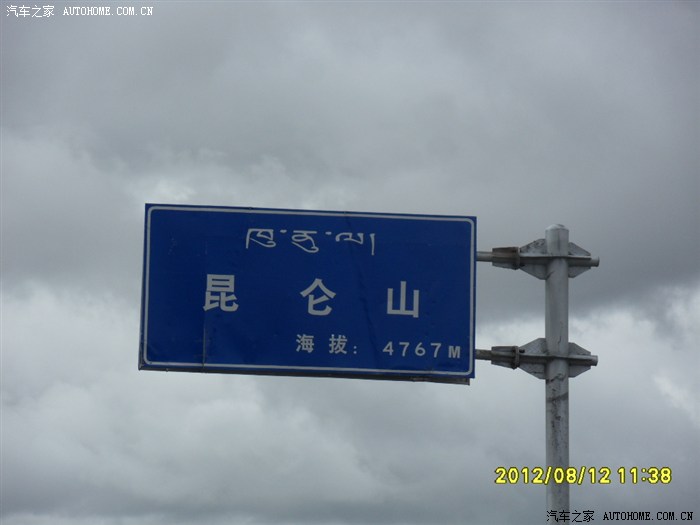 汽车之家 AUTOHOME.COM.CN
ཁུ་ནུ་ལ།
昆仑山
海拔: 4767M
2012/08/12 11:38
汽车之家 AUTOHOME.COM.CN